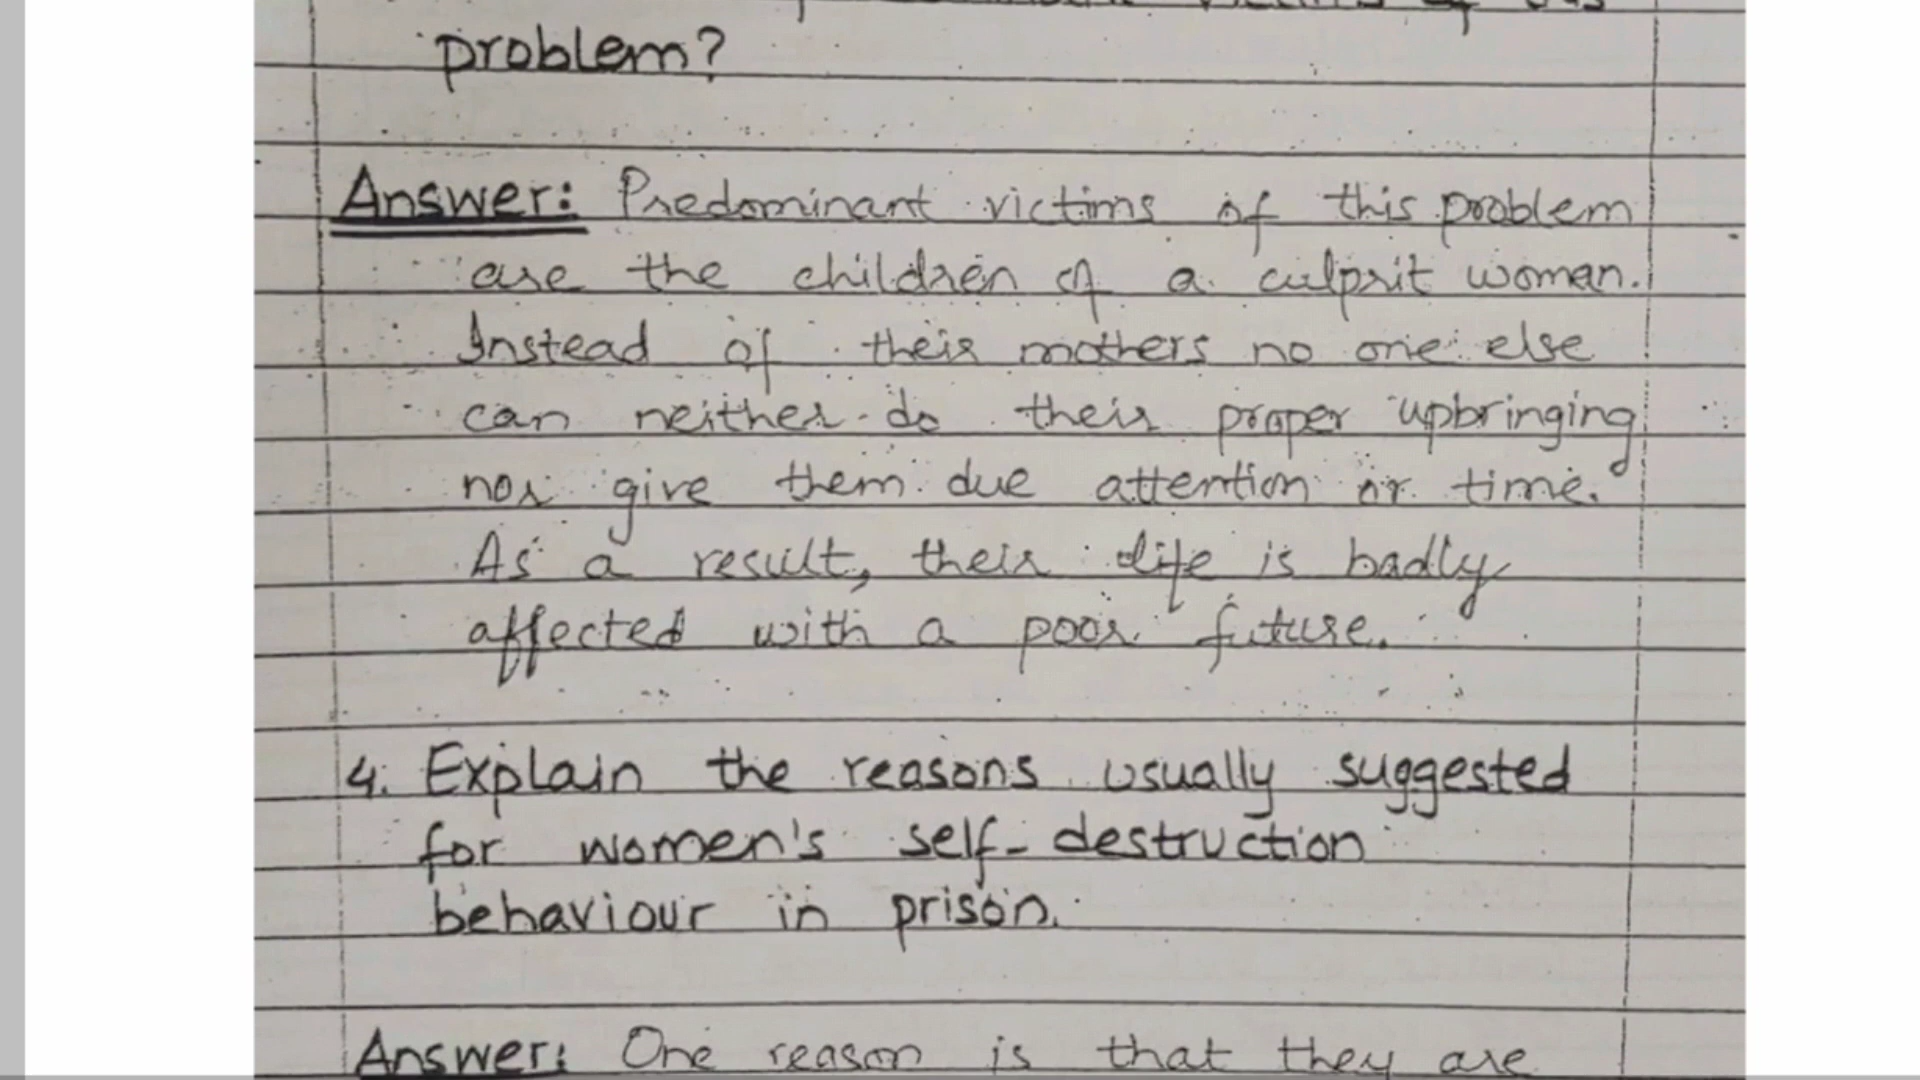 victims of
problem?
Answer: Predominant victims of this problem
are the children of a culprit woman.
Instead of their mothers no one else
can neither do their proper upbringing
nor give them due attention or time.
As a result, their life is badly
affected with a poor future.
4. Explain the reasons usually suggested
for women's self-destruction
behaviour in prison.
Answer: One reason is that they are